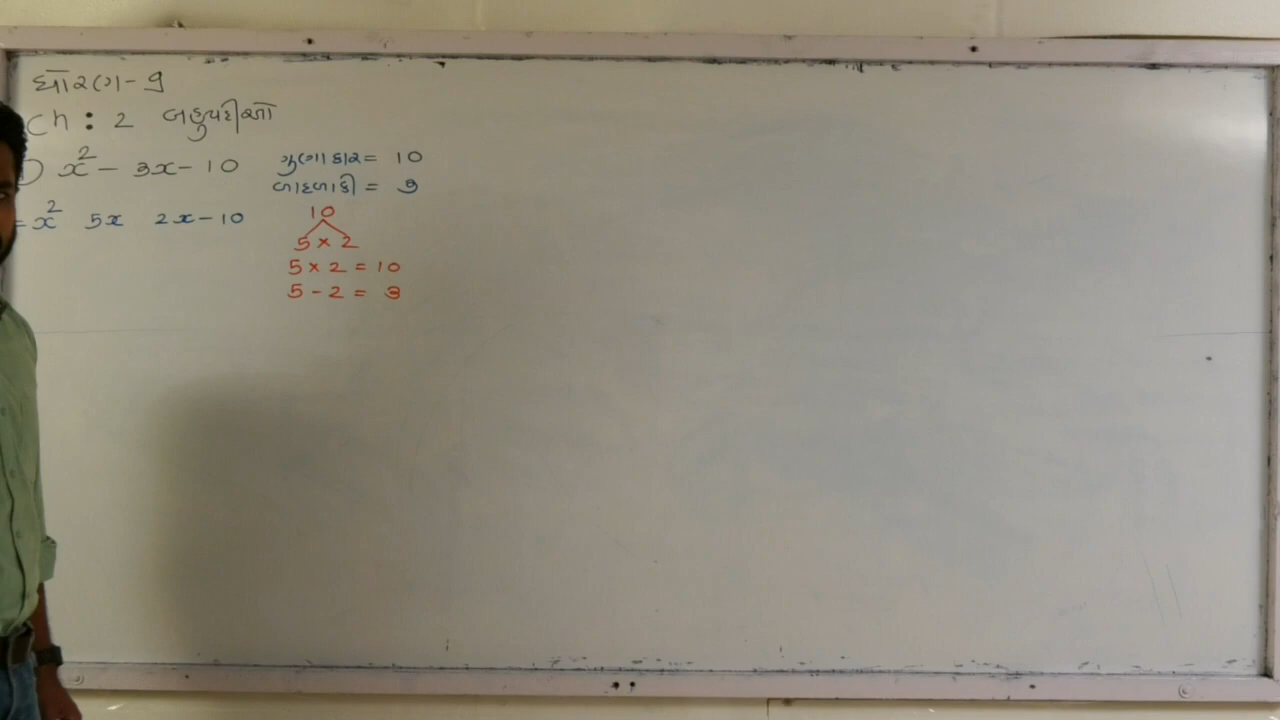 ધોરણ - 9
Ch : 2 બહુપદીઓ
) x² - 3x - 10
= x² 5x 2x - 10
ગુણાકાર = 10
બાદબાકી = 3
10
5 × 2
5 × 2 = 10
5 - 2 = 3